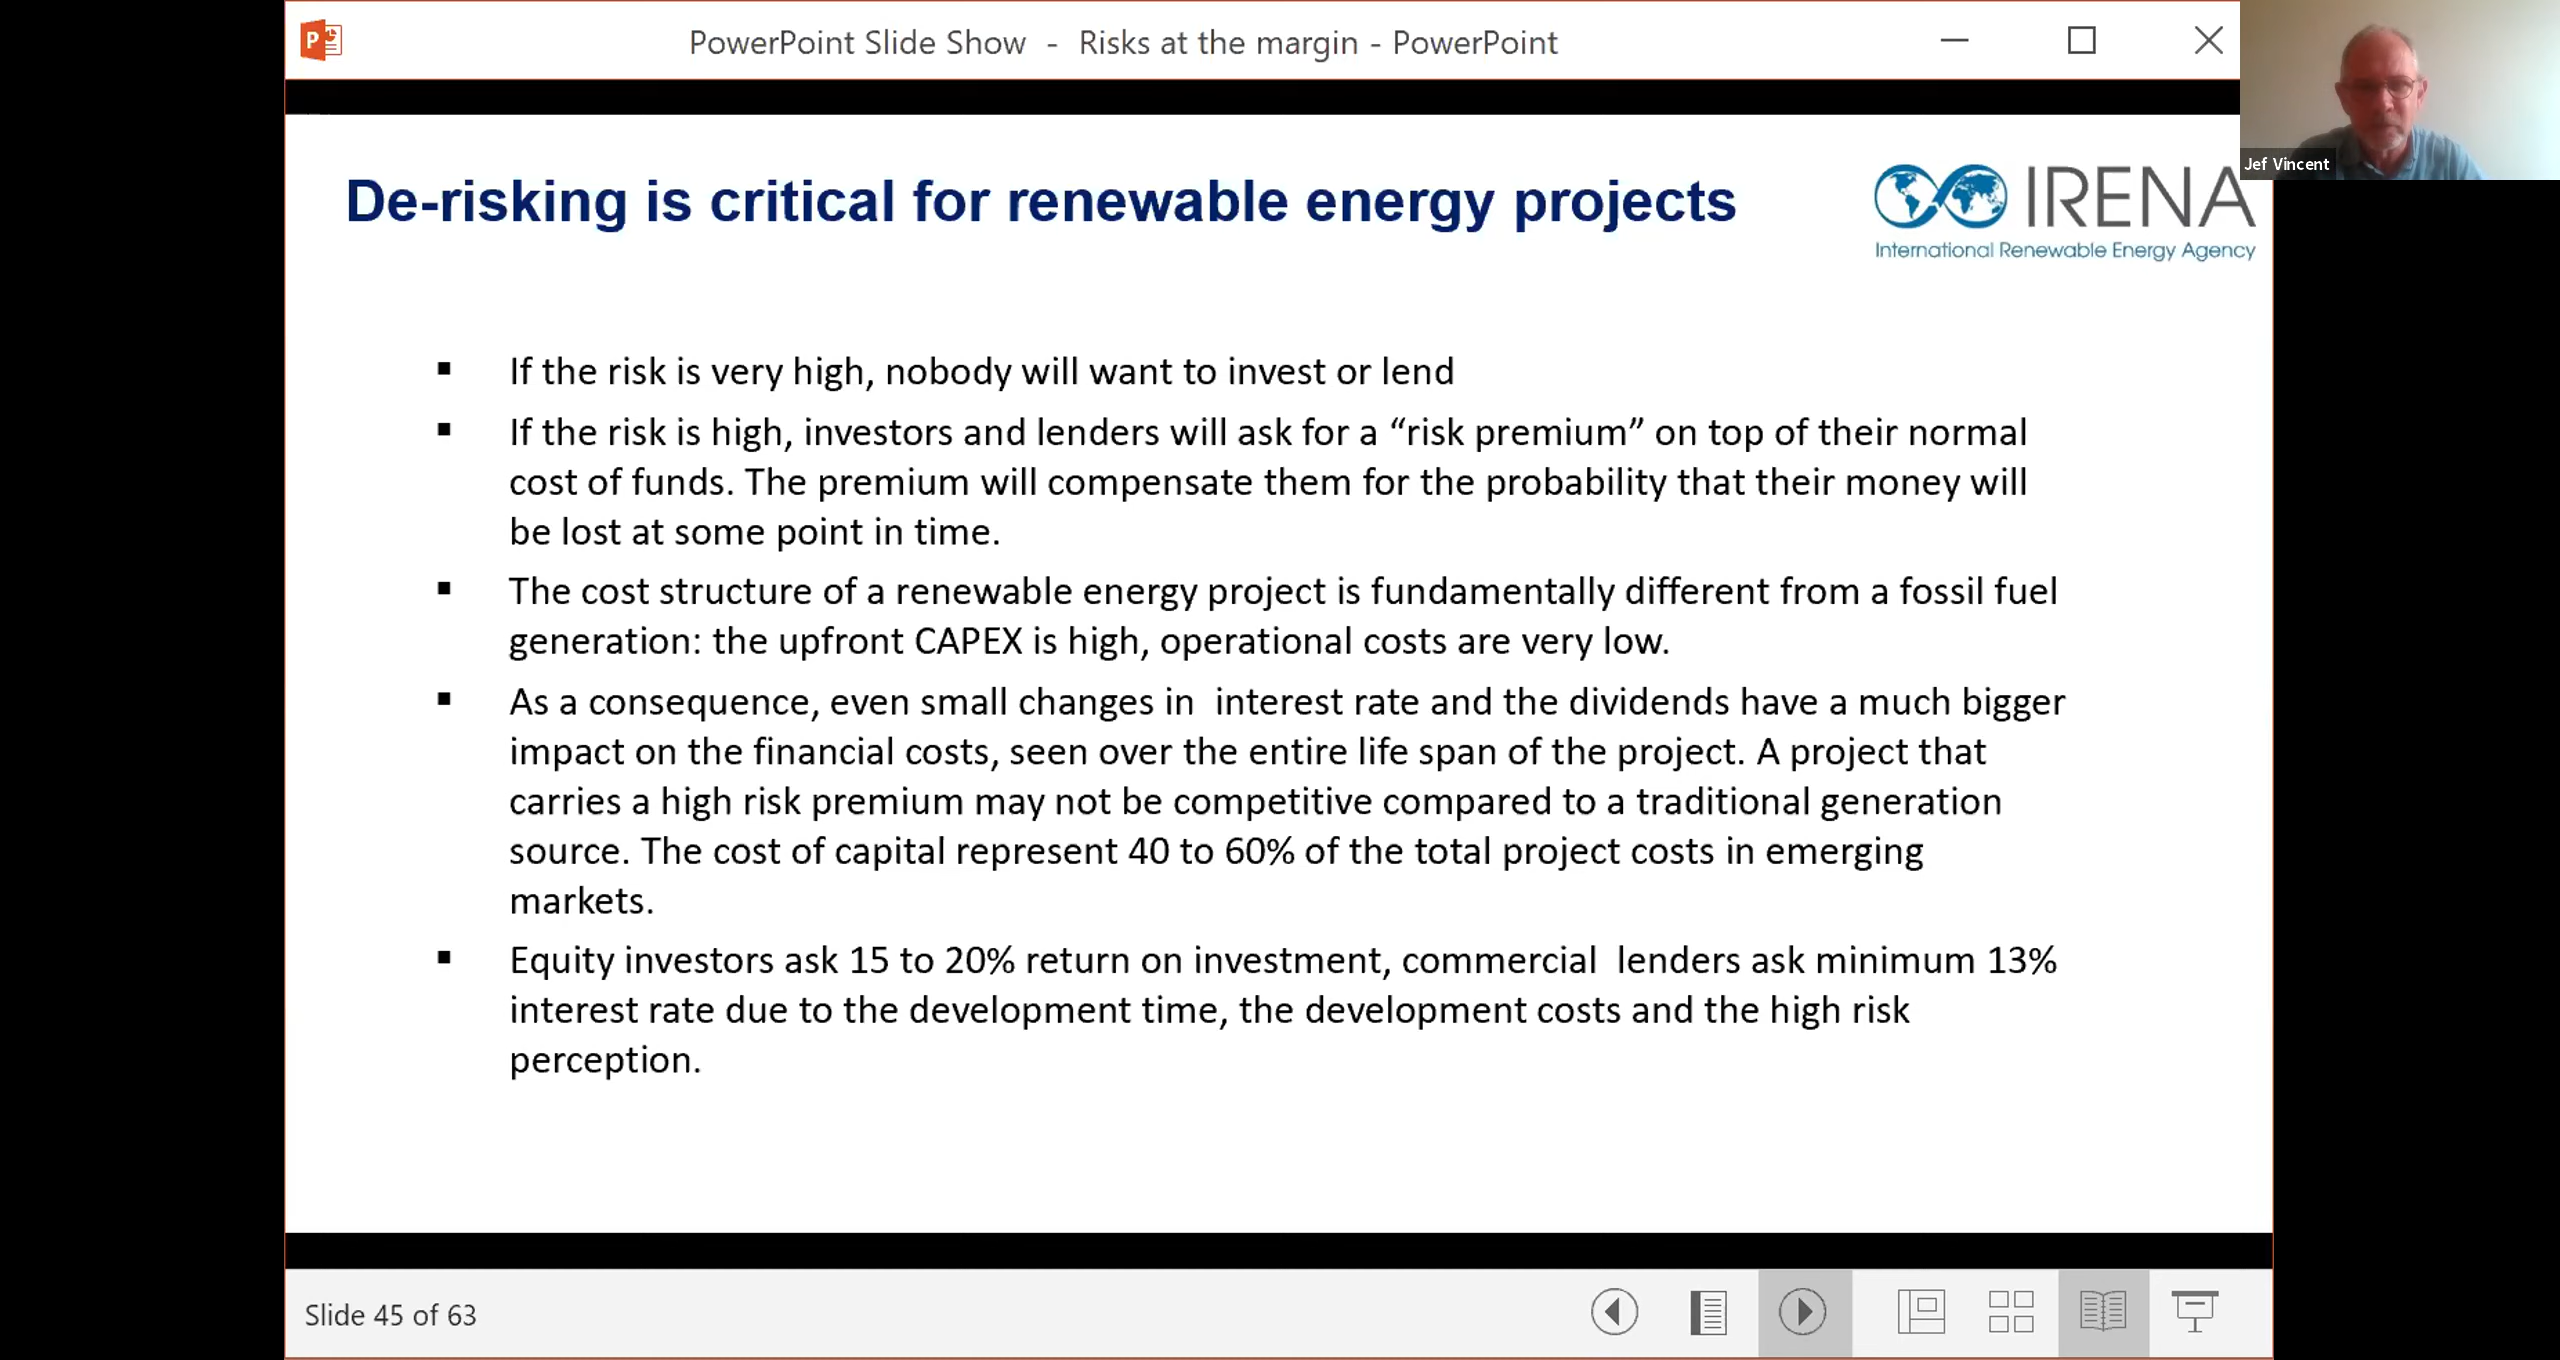 PowerPoint Slide Show - Risks at the margin - PowerPoint
Jef Vincent
De-risking is critical for renewable energy projects
IRENA
International Renewable Energy Agency
▪ If the risk is very high, nobody will want to invest or lend
▪ If the risk is high, investors and lenders will ask for a “risk premium” on top of their normal
cost of funds. The premium will compensate them for the probability that their money will
be lost at some point in time.
▪ The cost structure of a renewable energy project is fundamentally different from a fossil fuel
generation: the upfront CAPEX is high, operational costs are very low.
▪ As a consequence, even small changes in  interest rate and the dividends have a much bigger
impact on the financial costs, seen over the entire life span of the project. A project that
carries a high risk premium may not be competitive compared to a traditional generation
source. The cost of capital represent 40 to 60% of the total project costs in emerging
markets.
▪ Equity investors ask 15 to 20% return on investment, commercial  lenders ask minimum 13%
interest rate due to the development time, the development costs and the high risk
perception.
Slide 45 of 63